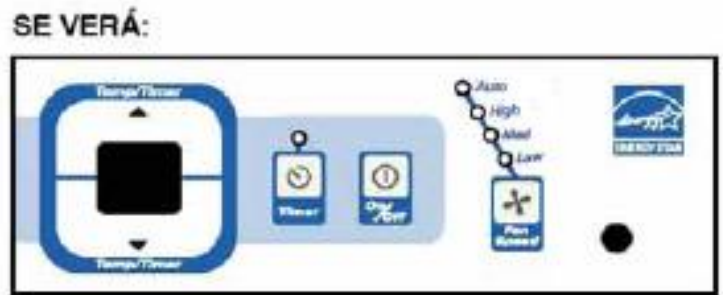 SE VERÁ:
Temp/Timer
Auto
High
Med
Low
Timer
On/Off
Fan
Speed
ENERGY STAR
Temp/Timer